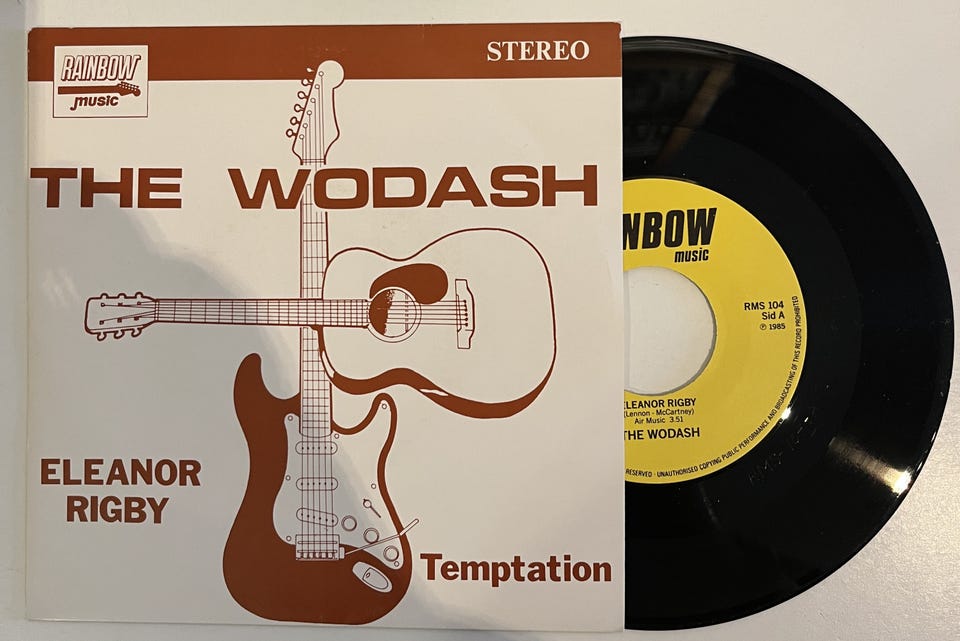 STEREO
RAINBOW
music
THE WODASH
ELEANOR
RIGBY
Temptation
NBOW
music
RMS 104
Sid A
℗ 1985
ELEANOR RIGBY
(Lennon - McCartney)
Air Music 3.51
THE WODASH
RESERVED · UNAUTHORISED COPYING PUBLIC PERFORMANCE AND BROADCASTING OF THIS RECORD PROHIBITED